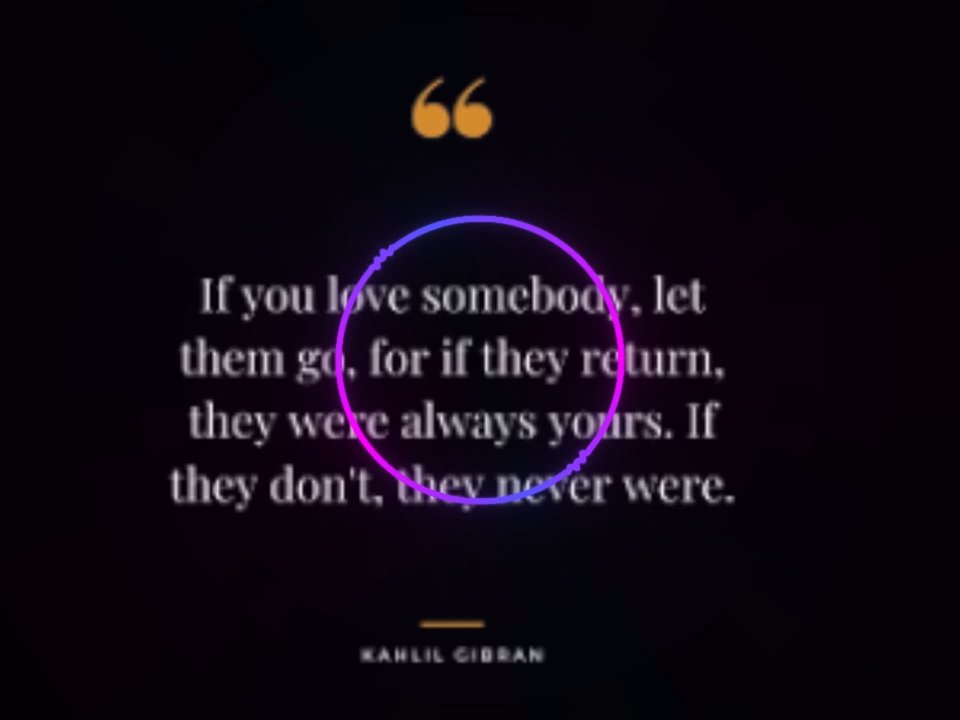 “
If you love somebody, let
them go, for if they return,
they were always yours. If
they don't, they never were.
KAHLIL GIBRAN